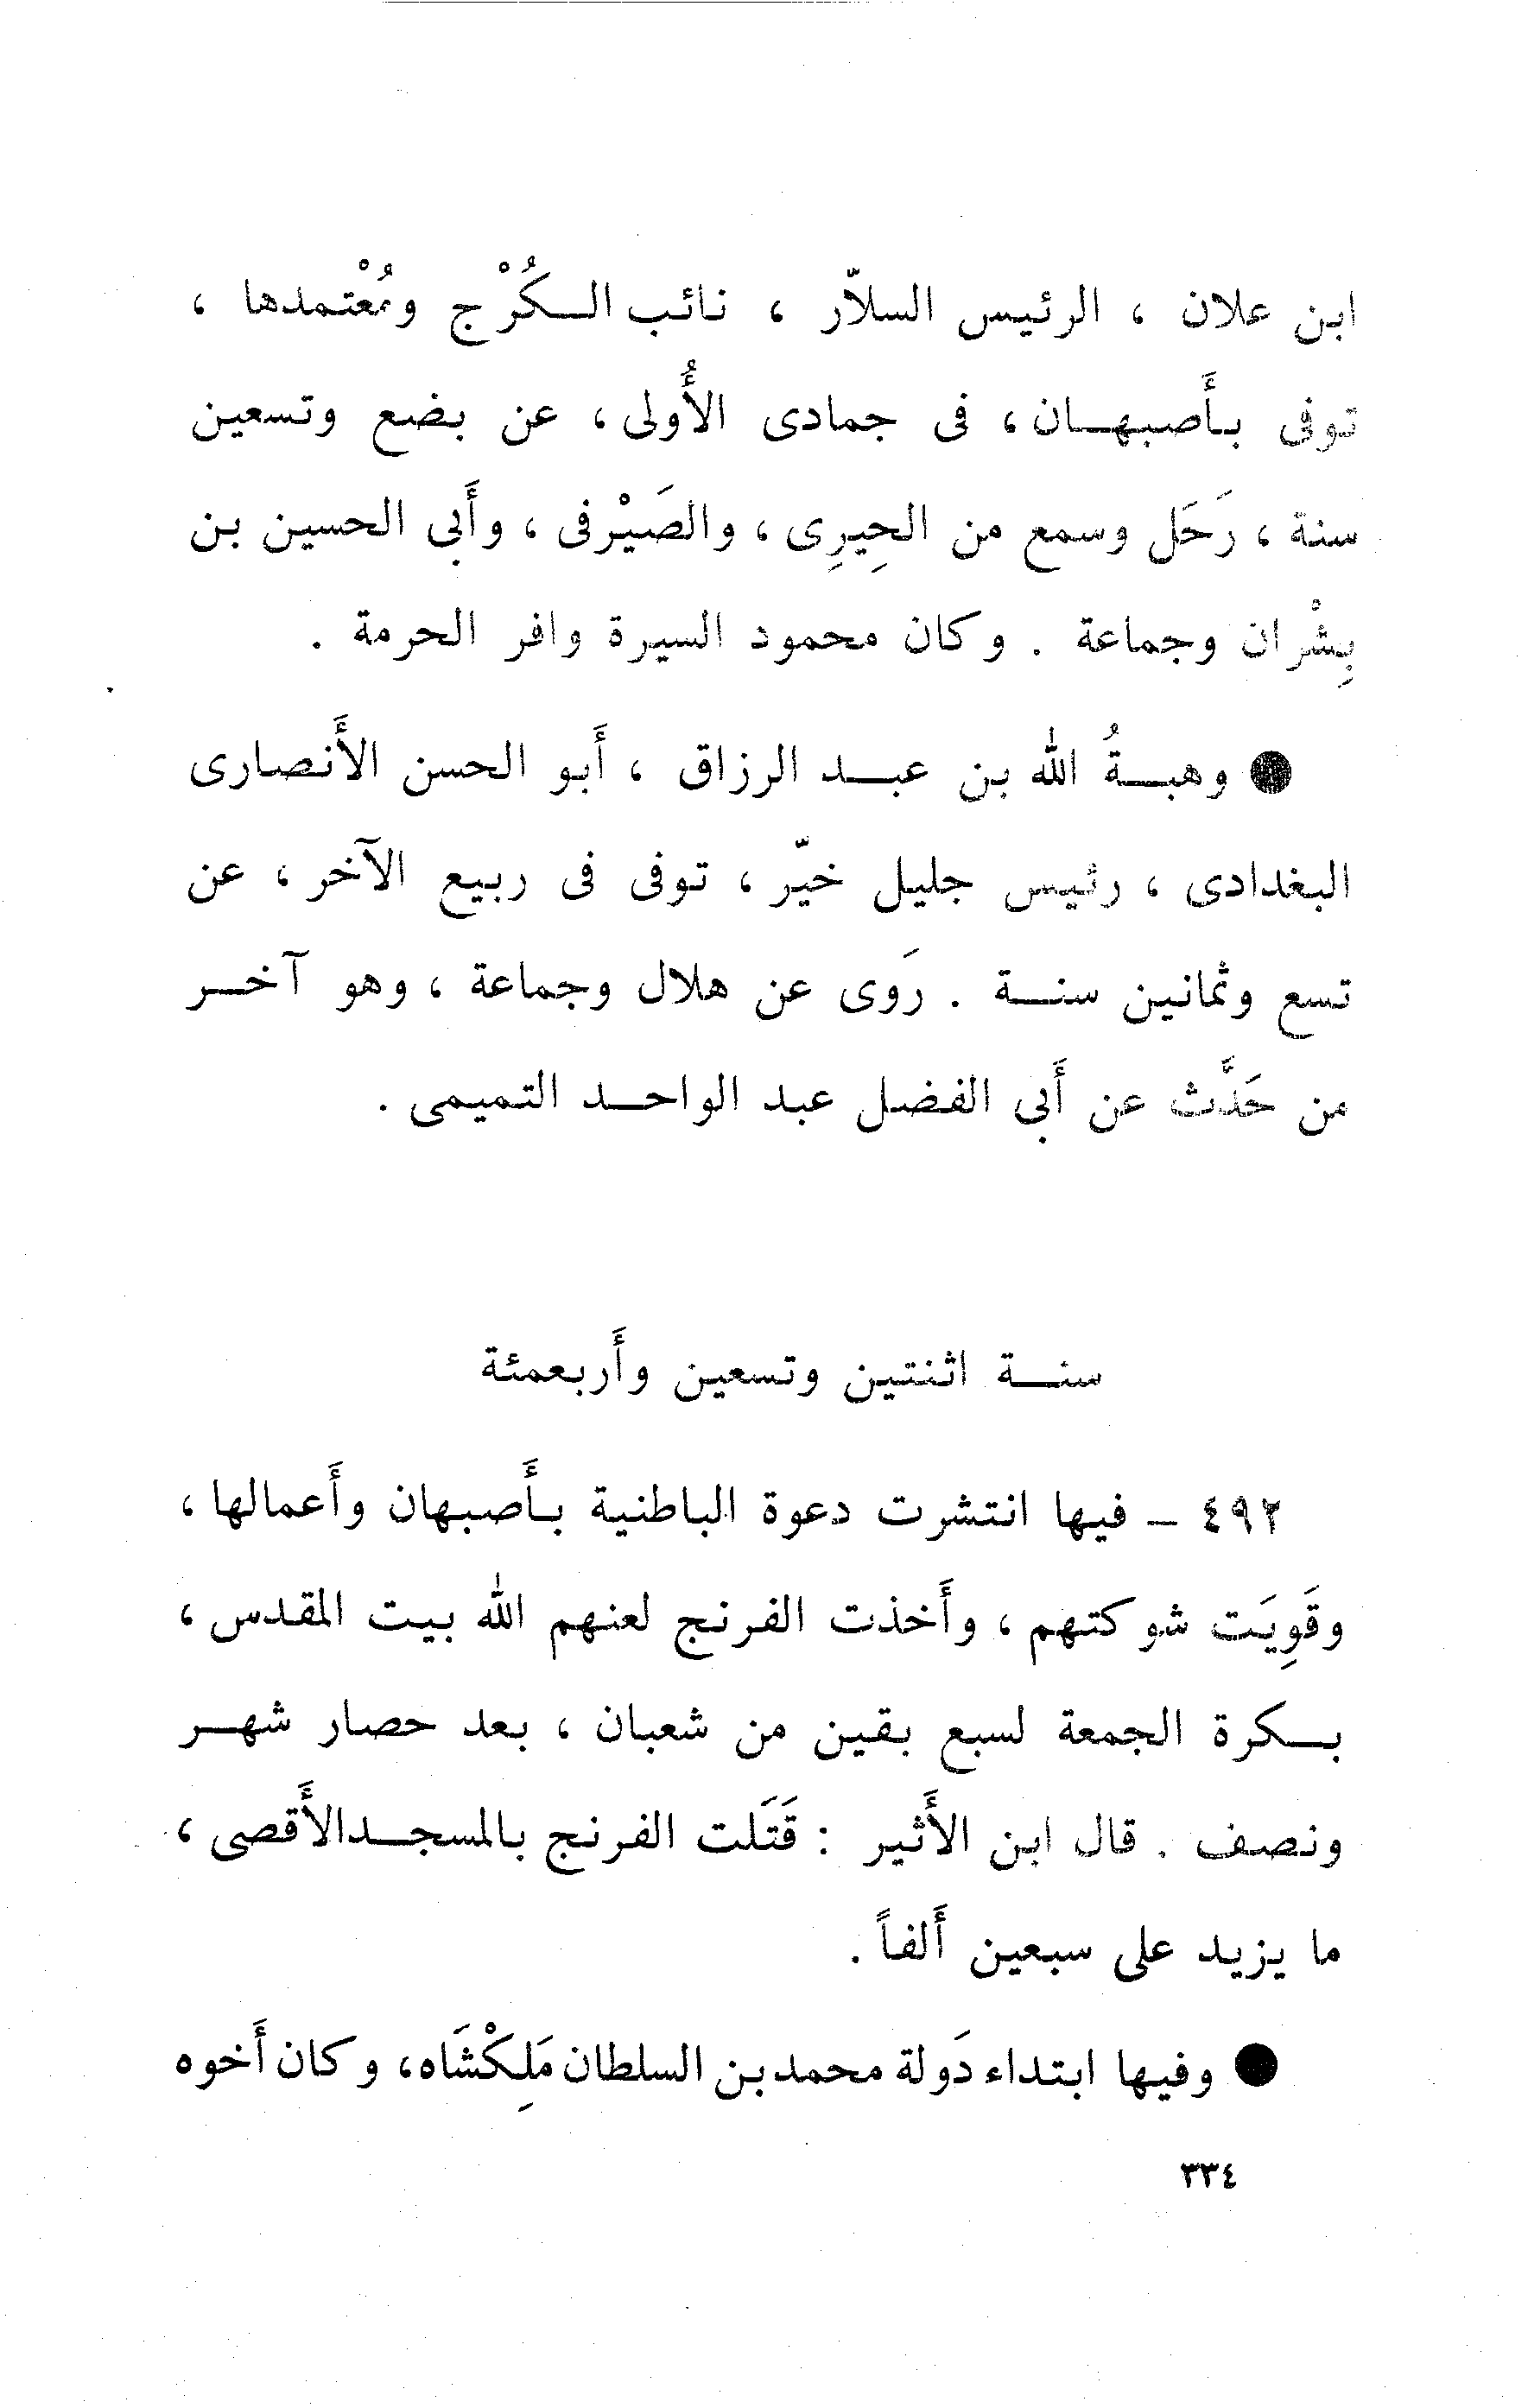 ابن علان ، الرئيس السلاّر ، نائب الكُرْج ومُعْتمدها ،
توفى بأَصبهان، فى جمادى الأُولى، عن بضع وتسعين
سنة ، رَحَل وسمع من الحِيرِى، والصَيْرفى ، وأَبى الحسين بن
بِشْران وجماعة . وكان محمود السيرة وافر الحرمة .
● وهبةُ الله بن عبد الرزاق ، أَبو الحسن الأَنصارى
البغدادى ، رئيس جليل خيّر ، توفى فى ربيع الآخر ، عن
تسع وثمانين سنة . رَوى عن هلال وجماعة ، وهو آخر
من حَدَّث عن أَبى الفضل عبد الواحد التميمى .
سنة اثنتين وتسعين وأَربعمئة
٤٩٢ – فيها انتشرت دعوة الباطنية بأَصبهان وأَعمالها ،
وقَوِيَت شوكتهم ، وأَخذت الفرنج لعنهم الله بيت المقدس ،
بكرة الجمعة لسبع بقين من شعبان ، بعد حصار شهر
ونصف . قال ابن الأَثير : قَتَلت الفرنج بالمسجد الأَقصى ،
ما يزيد على سبعين أَلفاً .
● وفيها ابتداء دَولة محمد بن السلطان مَلِكْشَاه، وكان أَخوه
٣٣٤